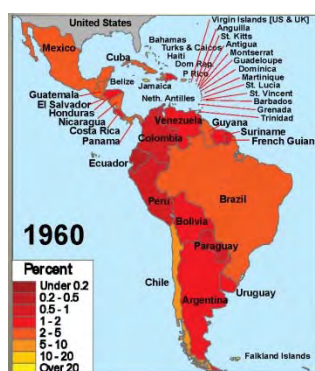 United States
Mexico
Bahamas
Turks & Caicos
Cuba
Haiti
Dom Rep.
P Rico
Belize
Jamaica
Neth. Antilles
Virgin Islands [US & UK]
Anguilla
St. Kitts
Antigua
Montserrat
Guadeloupe
Dominica
Martinique
St. Lucia
St. Vincent
Barbados
Grenada
Trinidad
Guatemala
El Salvador
Honduras
Nicaragua
Costa Rica
Panama
Venezuela
Colombia
Guyana
Suriname
French Guian
Ecuador
Peru
Brazil
Bolivia
Paraguay
Chile
Argentina
Uruguay
Falkland Islands
1960
Percent
Under 0.2
0.2 - 0.5
0.5 - 1
1 - 2
2 - 5
5 - 10
10 - 20
Over 20